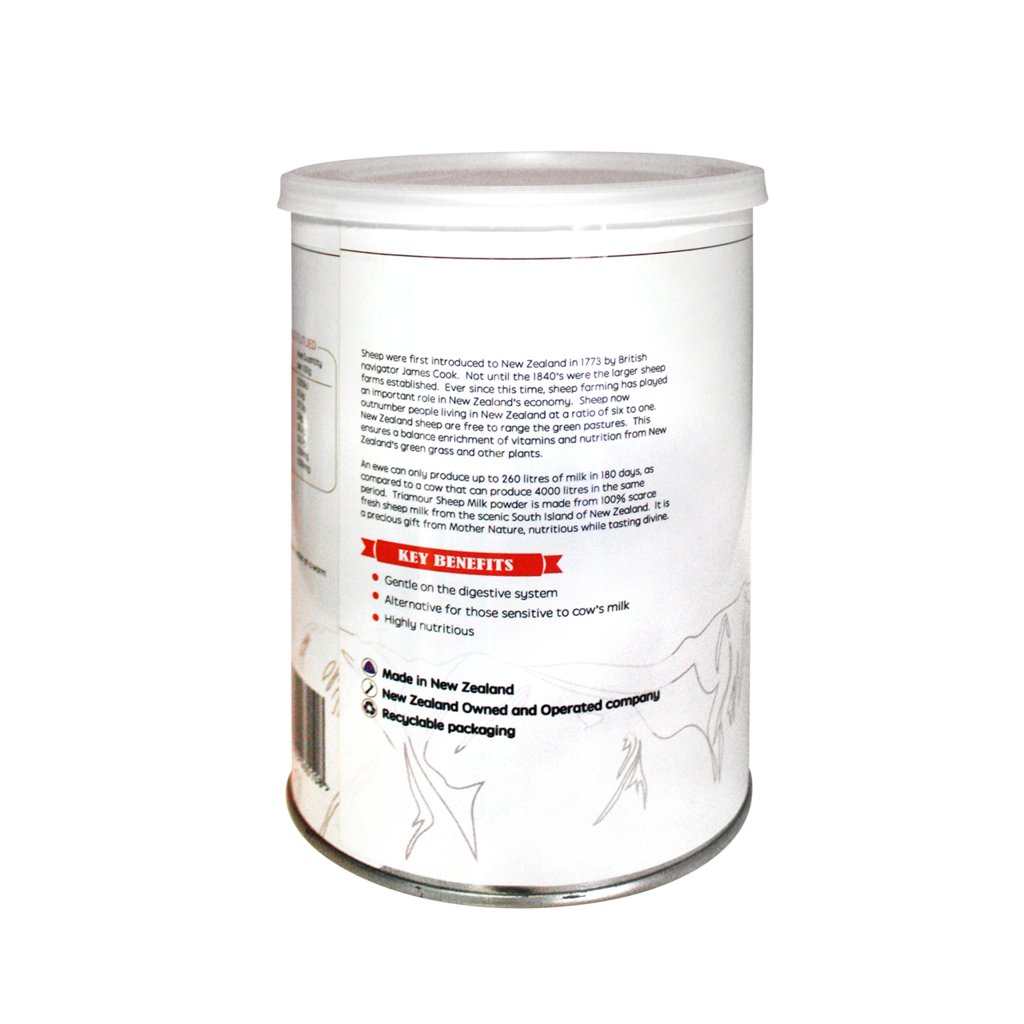 Sheep were first introduced to New Zealand in 1773 by British
navigator James Cook. Not until the 1840's were the larger sheep
farms established. Ever since this time, sheep farming has played
an important role in New Zealand's economy. Sheep now
outnumber people living in New Zealand at a ratio of six to one.
New Zealand sheep are free to range the green pastures. This
ensures a balance enrichment of vitamins and nutrition from New
Zealand's green grass and other plants.
An ewe can only produce up to 260 litres of milk in 180 days, as
compared to a cow that can produce 4000 litres in the same
period. Triamour Sheep Milk powder is made from 100% scarce
fresh sheep milk from the scenic South Island of New Zealand. It is
a precious gift from Mother Nature, nutritious while tasting divine.
KEY BENEFITS
Gentle on the digestive system
Alternative for those sensitive to cow's milk
Highly nutritious
Made in New Zealand
New Zealand Owned and Operated company
Recyclable packaging